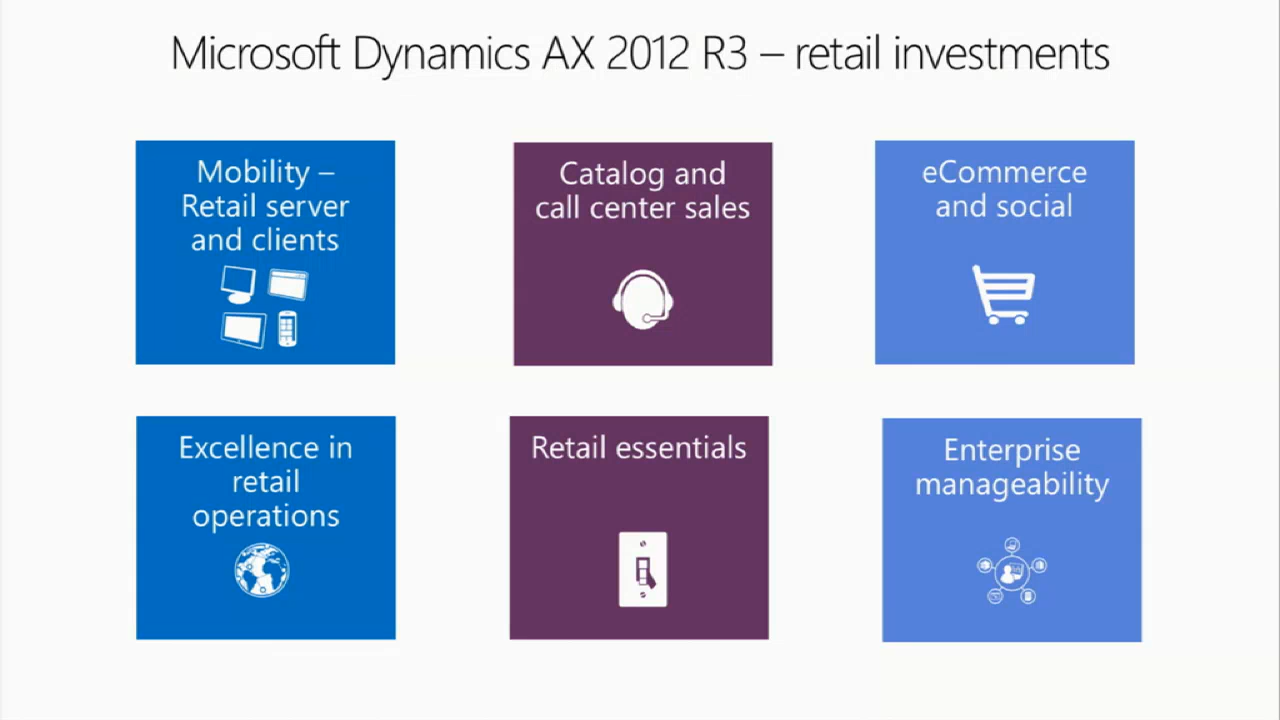 Microsoft Dynamics AX 2012 R3 – retail investments
Mobility –
Retail server
and clients
Catalog and
call center sales
eCommerce
and social
Excellence in
retail
operations
Retail essentials
Enterprise
manageability